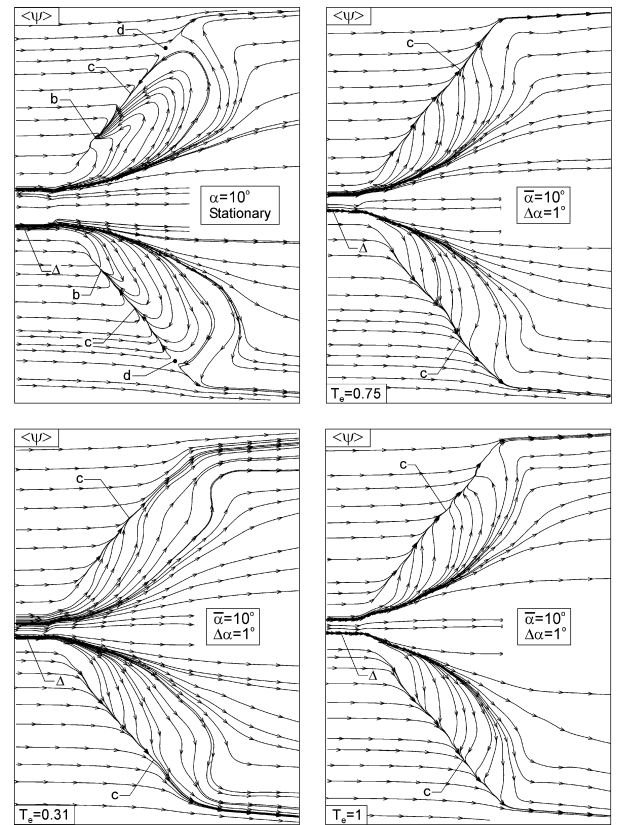 <ψ>
d
c
b
α=10°
Stationary
Δ
b
c
d
<ψ>
c
α̅=10°
Δα=1°
Δ
c
Te=0.75
<ψ>
c
α̅=10°
Δα=1°
Δ
c
Te=0.31
<ψ>
c
α̅=10°
Δα=1°
Δ
c
Te=1